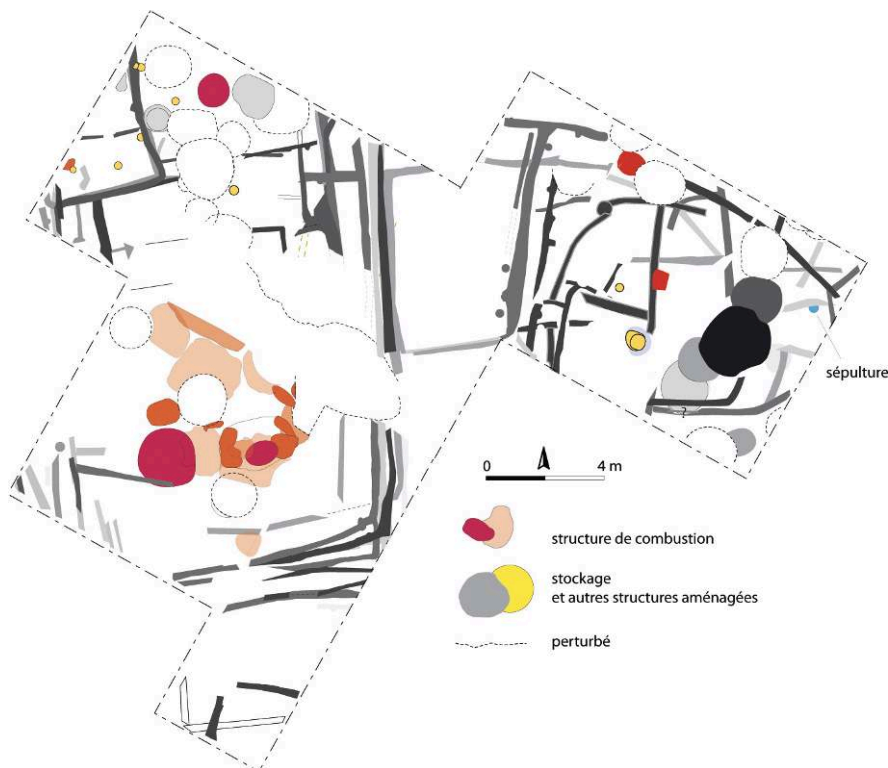 sépulture
?
0 4 m
structure de combustion
stockage
et autres structures aménagées
perturbé